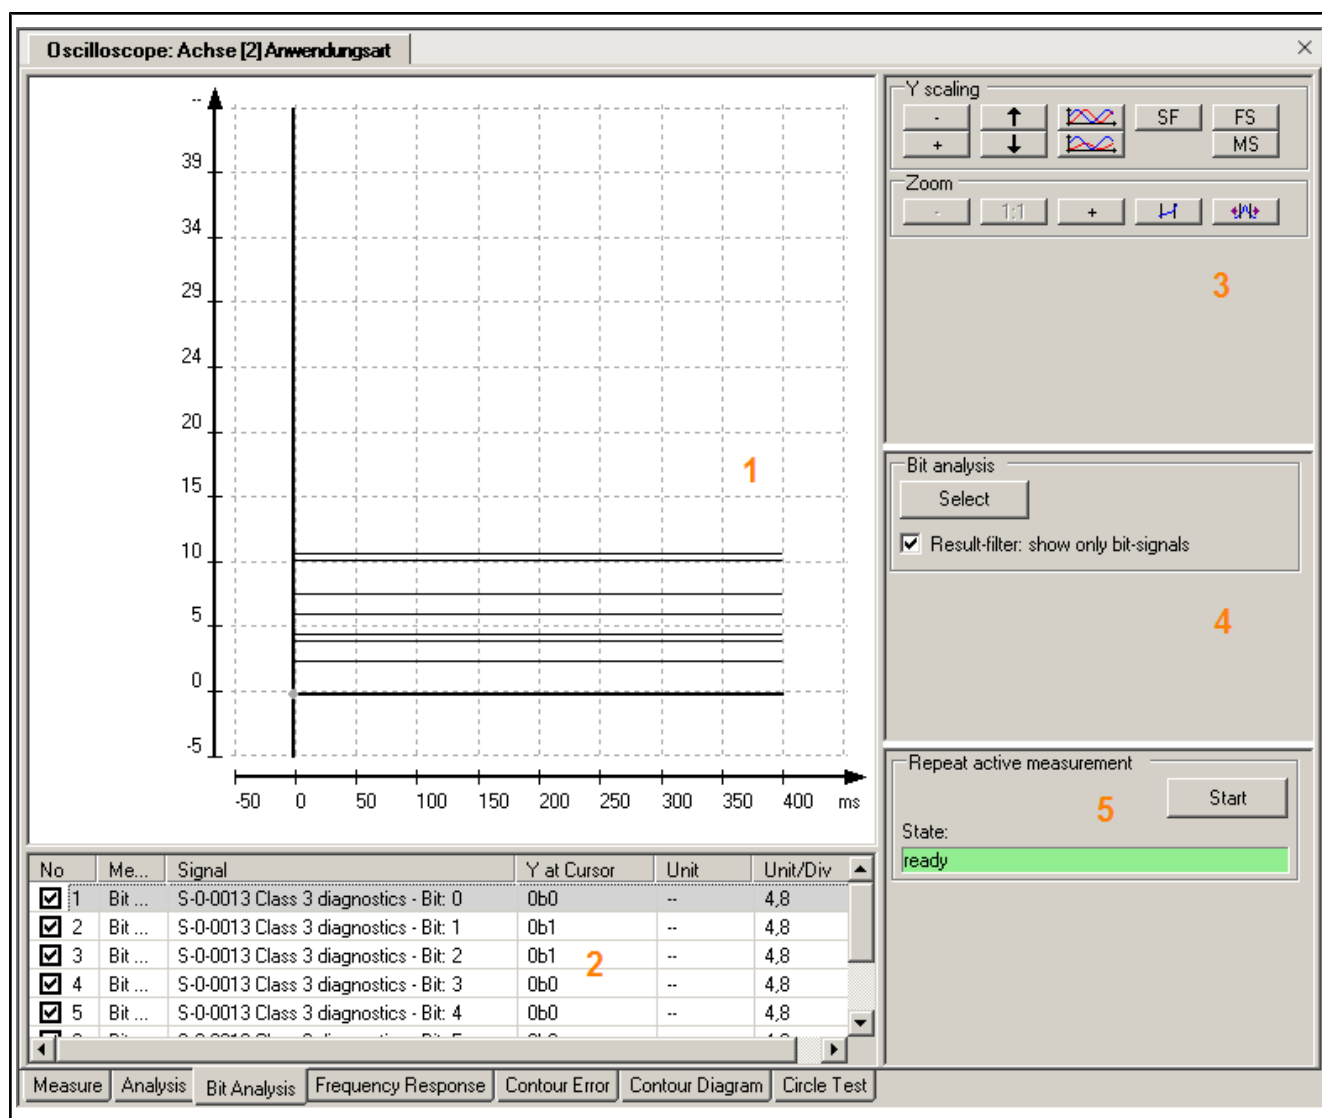 Oscilloscope: Achse [2] Anwendungsart
--
39
34
29
24
20
15
10
5
0
-5
-50 0 50 100 150 200 250 300 350 400 ms
1
Y scaling
- SF FS
+ MS
Zoom
- 1:1 +
3
Bit analysis
Select
Result-filter: show only bit-signals
4
Repeat active measurement
Start
5
State:
ready
No Me... Signal Y at Cursor Unit Unit/Div
1 Bit ... S-0-0013 Class 3 diagnostics - Bit: 0 0b0 -- 4,8
2 Bit ... S-0-0013 Class 3 diagnostics - Bit: 1 0b1 -- 4,8
3 Bit ... S-0-0013 Class 3 diagnostics - Bit: 2 0b1 -- 4,8
2
4 Bit ... S-0-0013 Class 3 diagnostics - Bit: 3 0b0 -- 4,8
5 Bit ... S-0-0013 Class 3 diagnostics - Bit: 4 0b0 -- 4,8
Measure Analysis Bit Analysis Frequency Response Contour Error Contour Diagram Circle Test